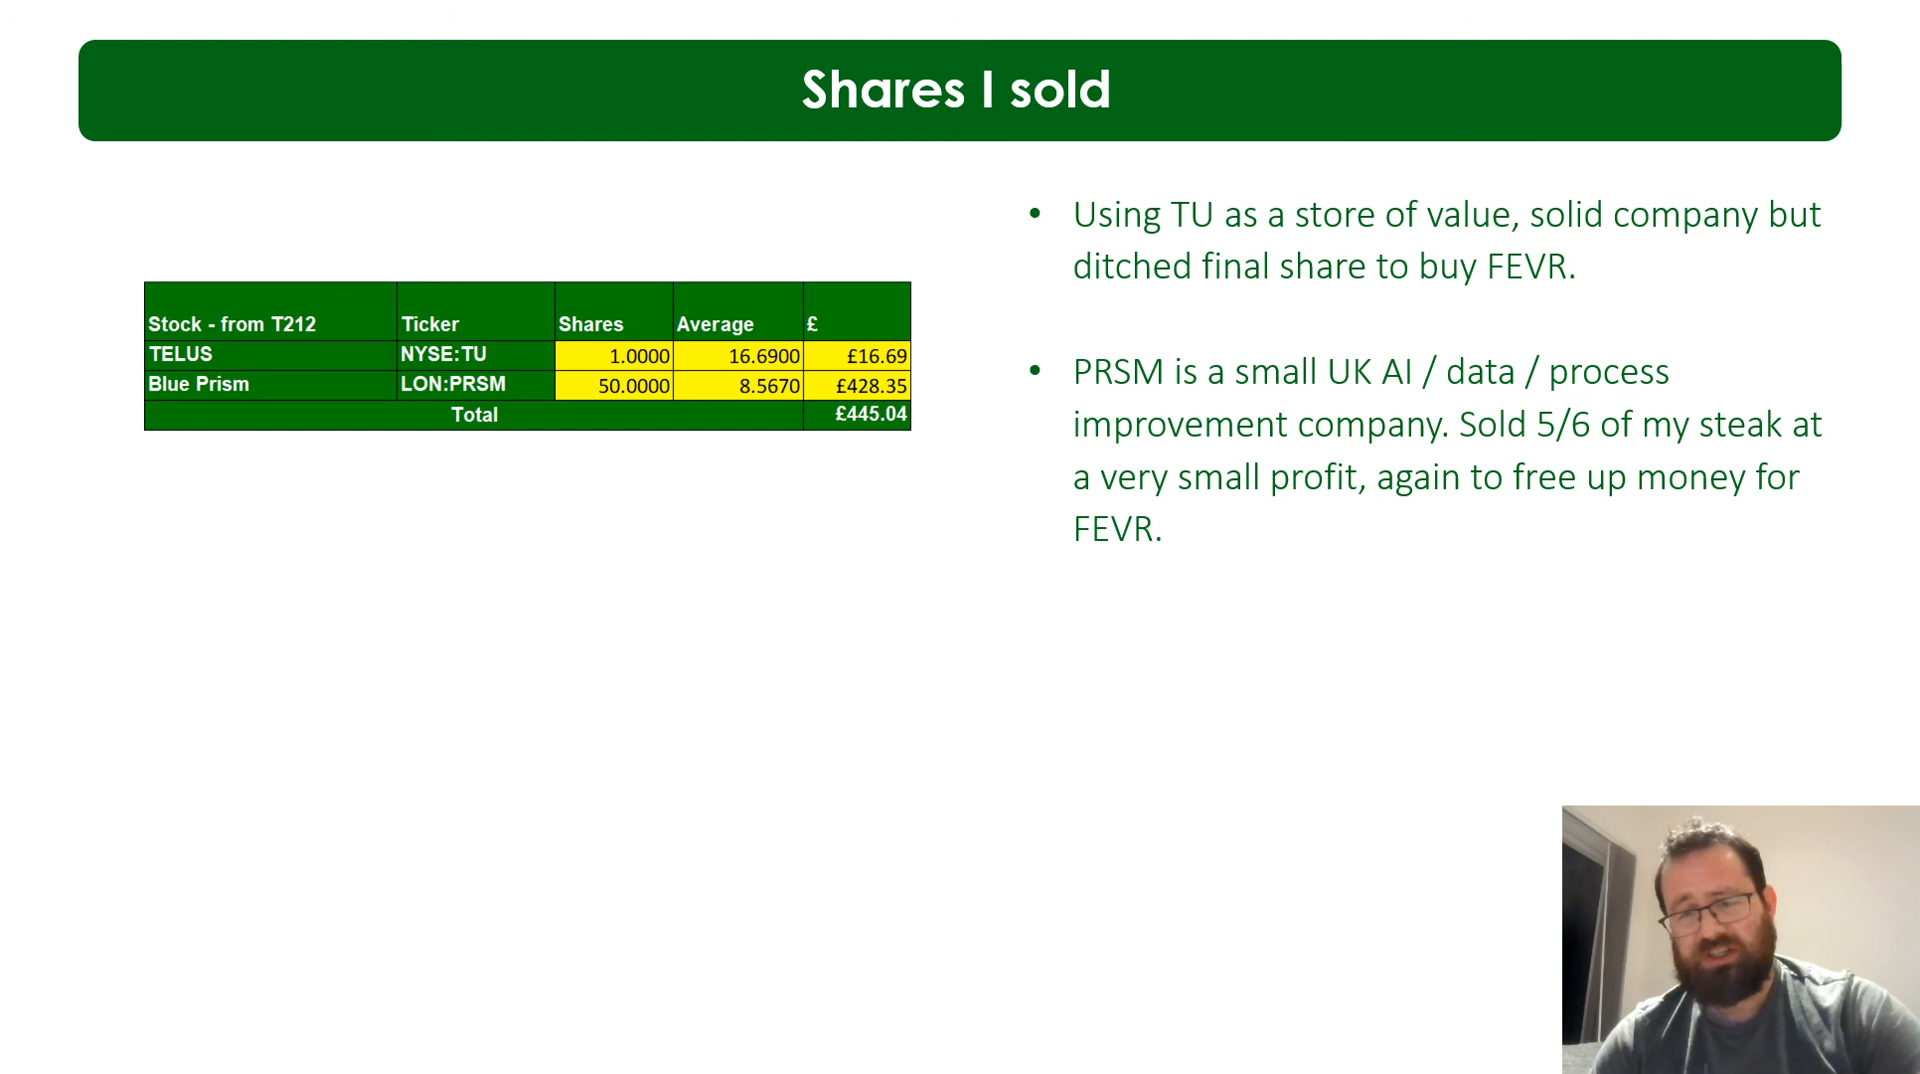 Shares I sold
Stock - from T212 Ticker Shares Average £
TELUS NYSE:TU 1.0000 16.6900 £16.69
Blue Prism LON:PRSM 50.0000 8.5670 £428.35
Total £445.04
• Using TU as a store of value, solid company but
ditched final share to buy FEVR.
• PRSM is a small UK AI / data / process
improvement company. Sold 5/6 of my steak at
a very small profit, again to free up money for
FEVR.